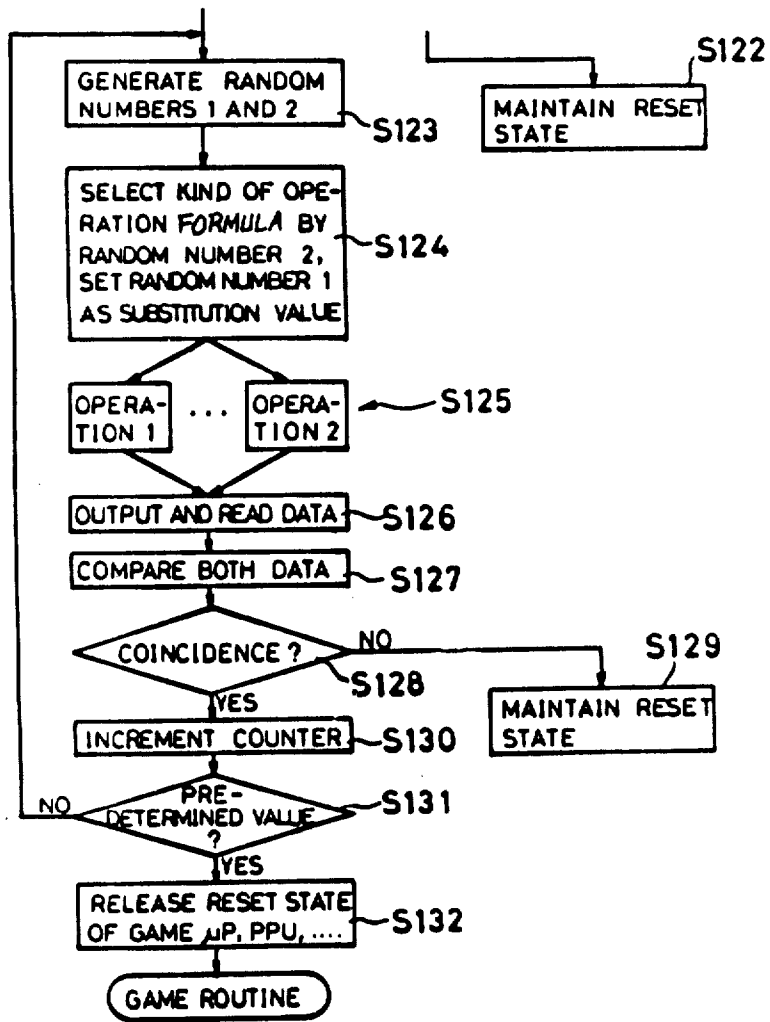 GENERATE RANDOM
NUMBERS 1 AND 2
S123
S122
MAINTAIN RESET
STATE
SELECT KIND OF OPE-
RATION FORMULA BY
RANDOM NUMBER 2,
SET RANDOM NUMBER 1
AS SUBSTITUTION VALUE
S124
OPERA-
TION 1
...
OPERA-
TION 2
S125
OUTPUT AND READ DATA
S126
COMPARE BOTH DATA
S127
COINCIDENCE ?
S128
NO
S129
MAINTAIN RESET
STATE
YES
INCREMENT COUNTER
S130
PRE-
DETERMINED VALUE
?
S131
NO
YES
RELEASE RESET STATE
OF GAME μP, PPU, ....
S132
GAME ROUTINE